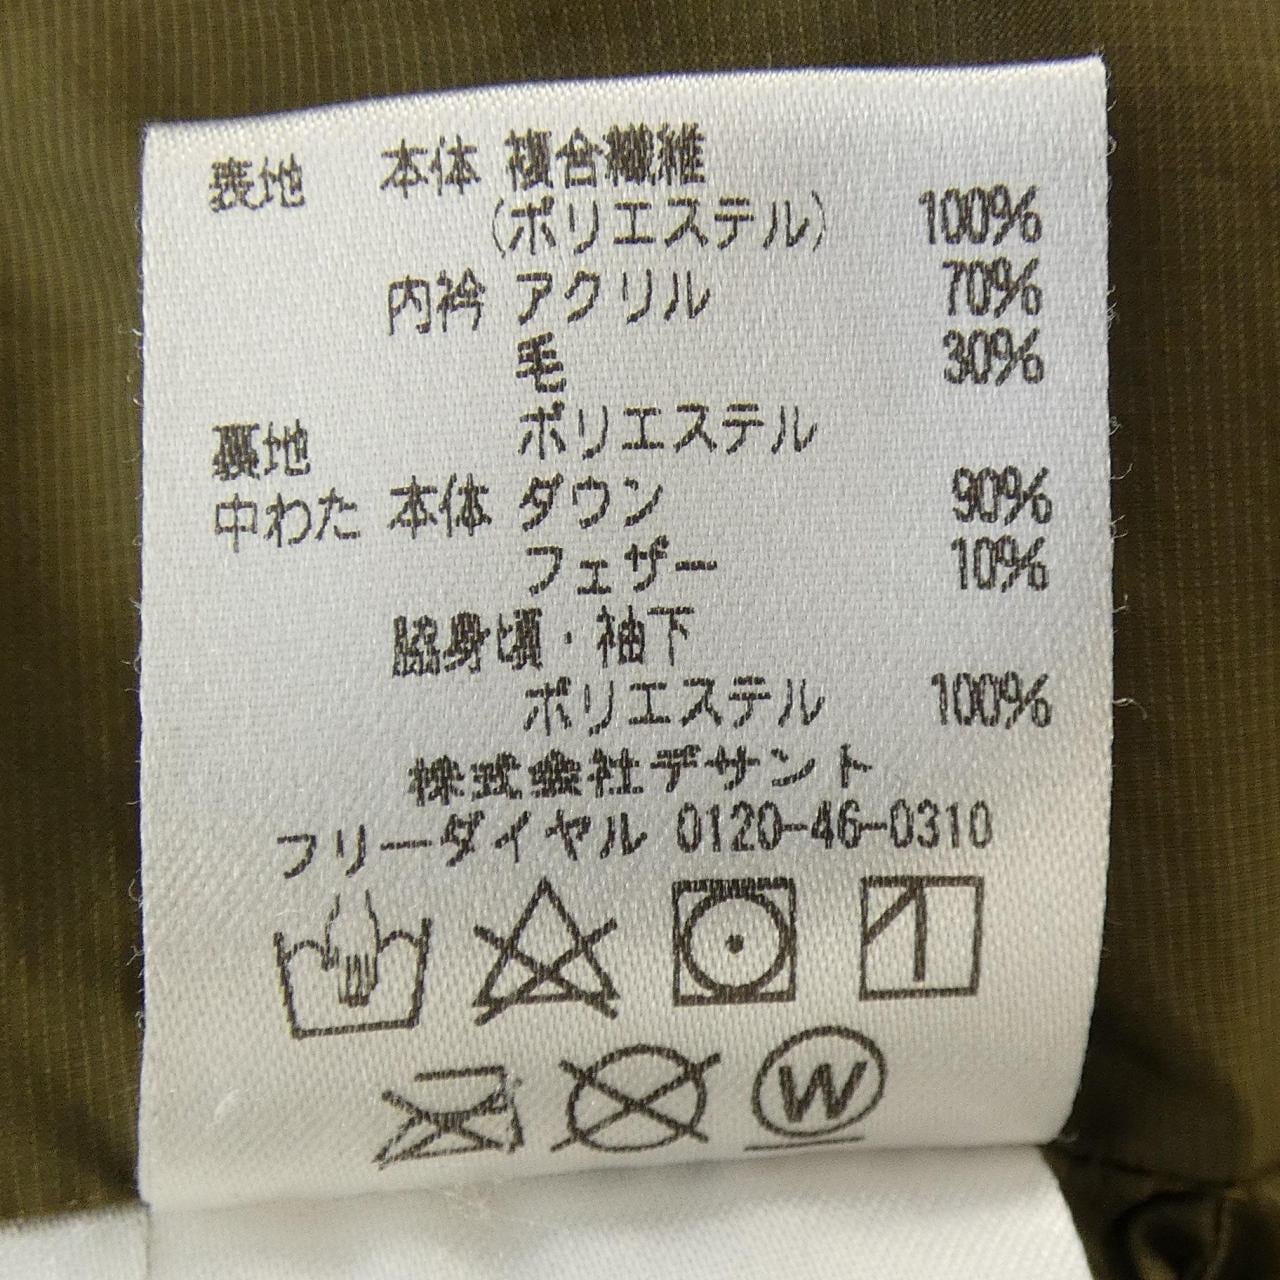 表地 本体 複合繊維
(ポリエステル) 100%
内衿 アクリル 70%
毛 30%
裏地 ポリエステル
中わた 本体 ダウン 90%
フェザー 10%
脇身頃・袖下
ポリエステル 100%
株式会社デサント
フリーダイヤル 0120-46-0310
W